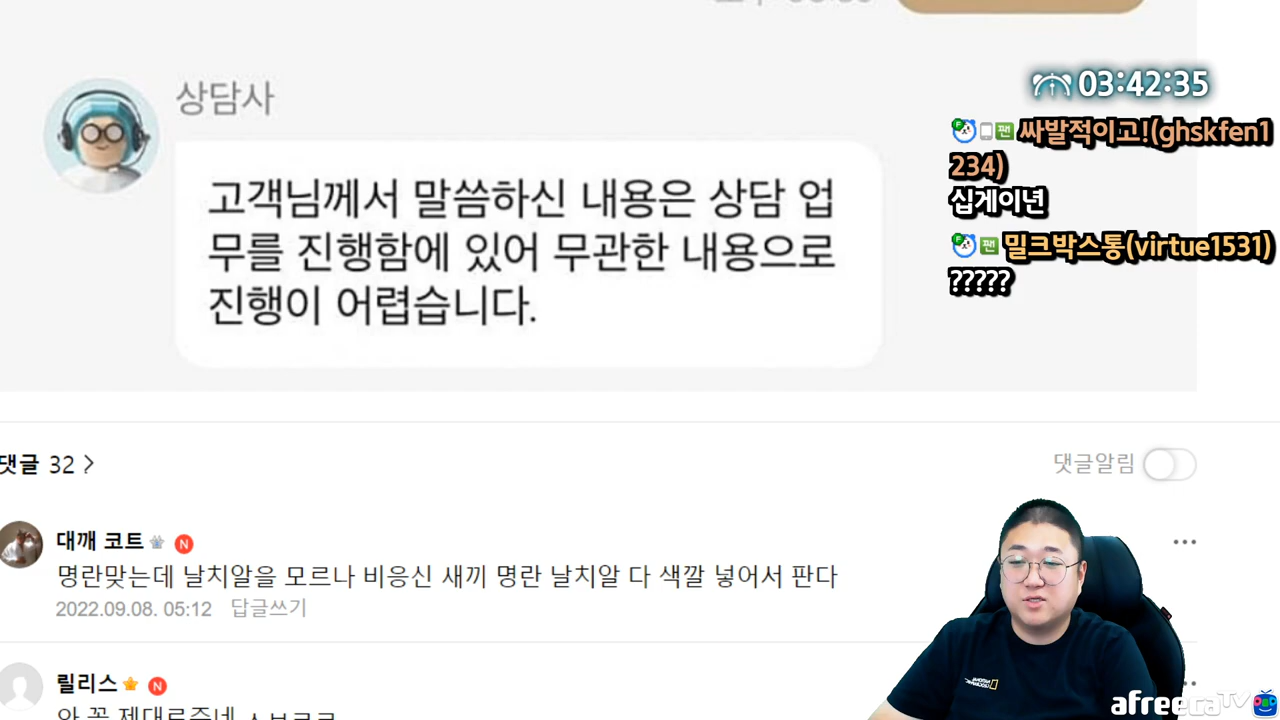 상담사
고객님께서 말씀하신 내용은 상담 업
무를 진행함에 있어 무관한 내용으로
진행이 어렵습니다.
03:42:35
싸발적이고!(ghskfen1
234)
십게이년
밀크박스통(virtue1531)
?????
댓글 32
댓글알림
대깨 코트 N
명란맞는데 날치알을 모르나 비응신 새끼 명란 날치알 다 색깔 넣어서 판다
2022.09.08. 05:12 답글쓰기
릴리스 N
afreecaTV